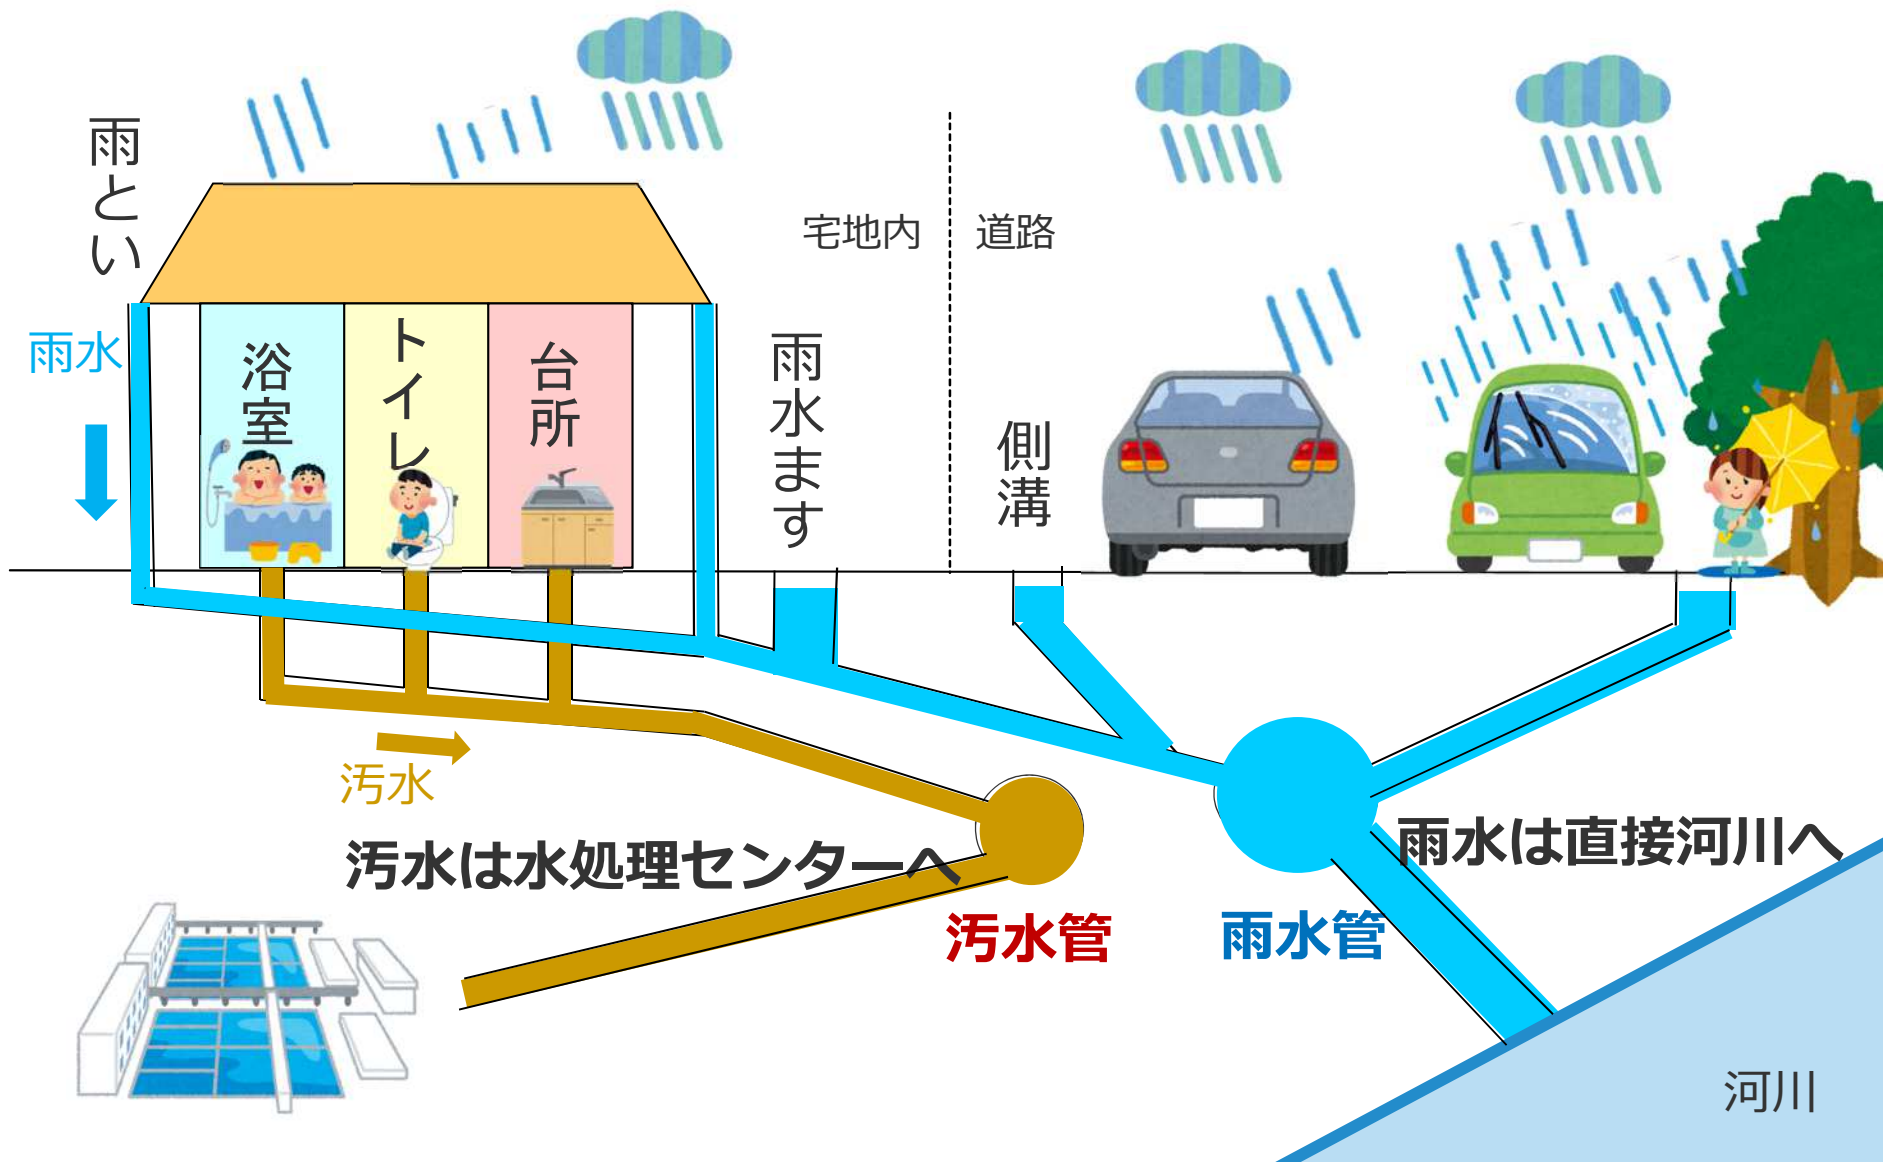 雨とい
宅地内
道路
雨水
浴室
トイレ
台所
雨水ます
側溝
汚水
汚水は水処理センターへ
雨水は直接河川へ
汚水管
雨水管
河川